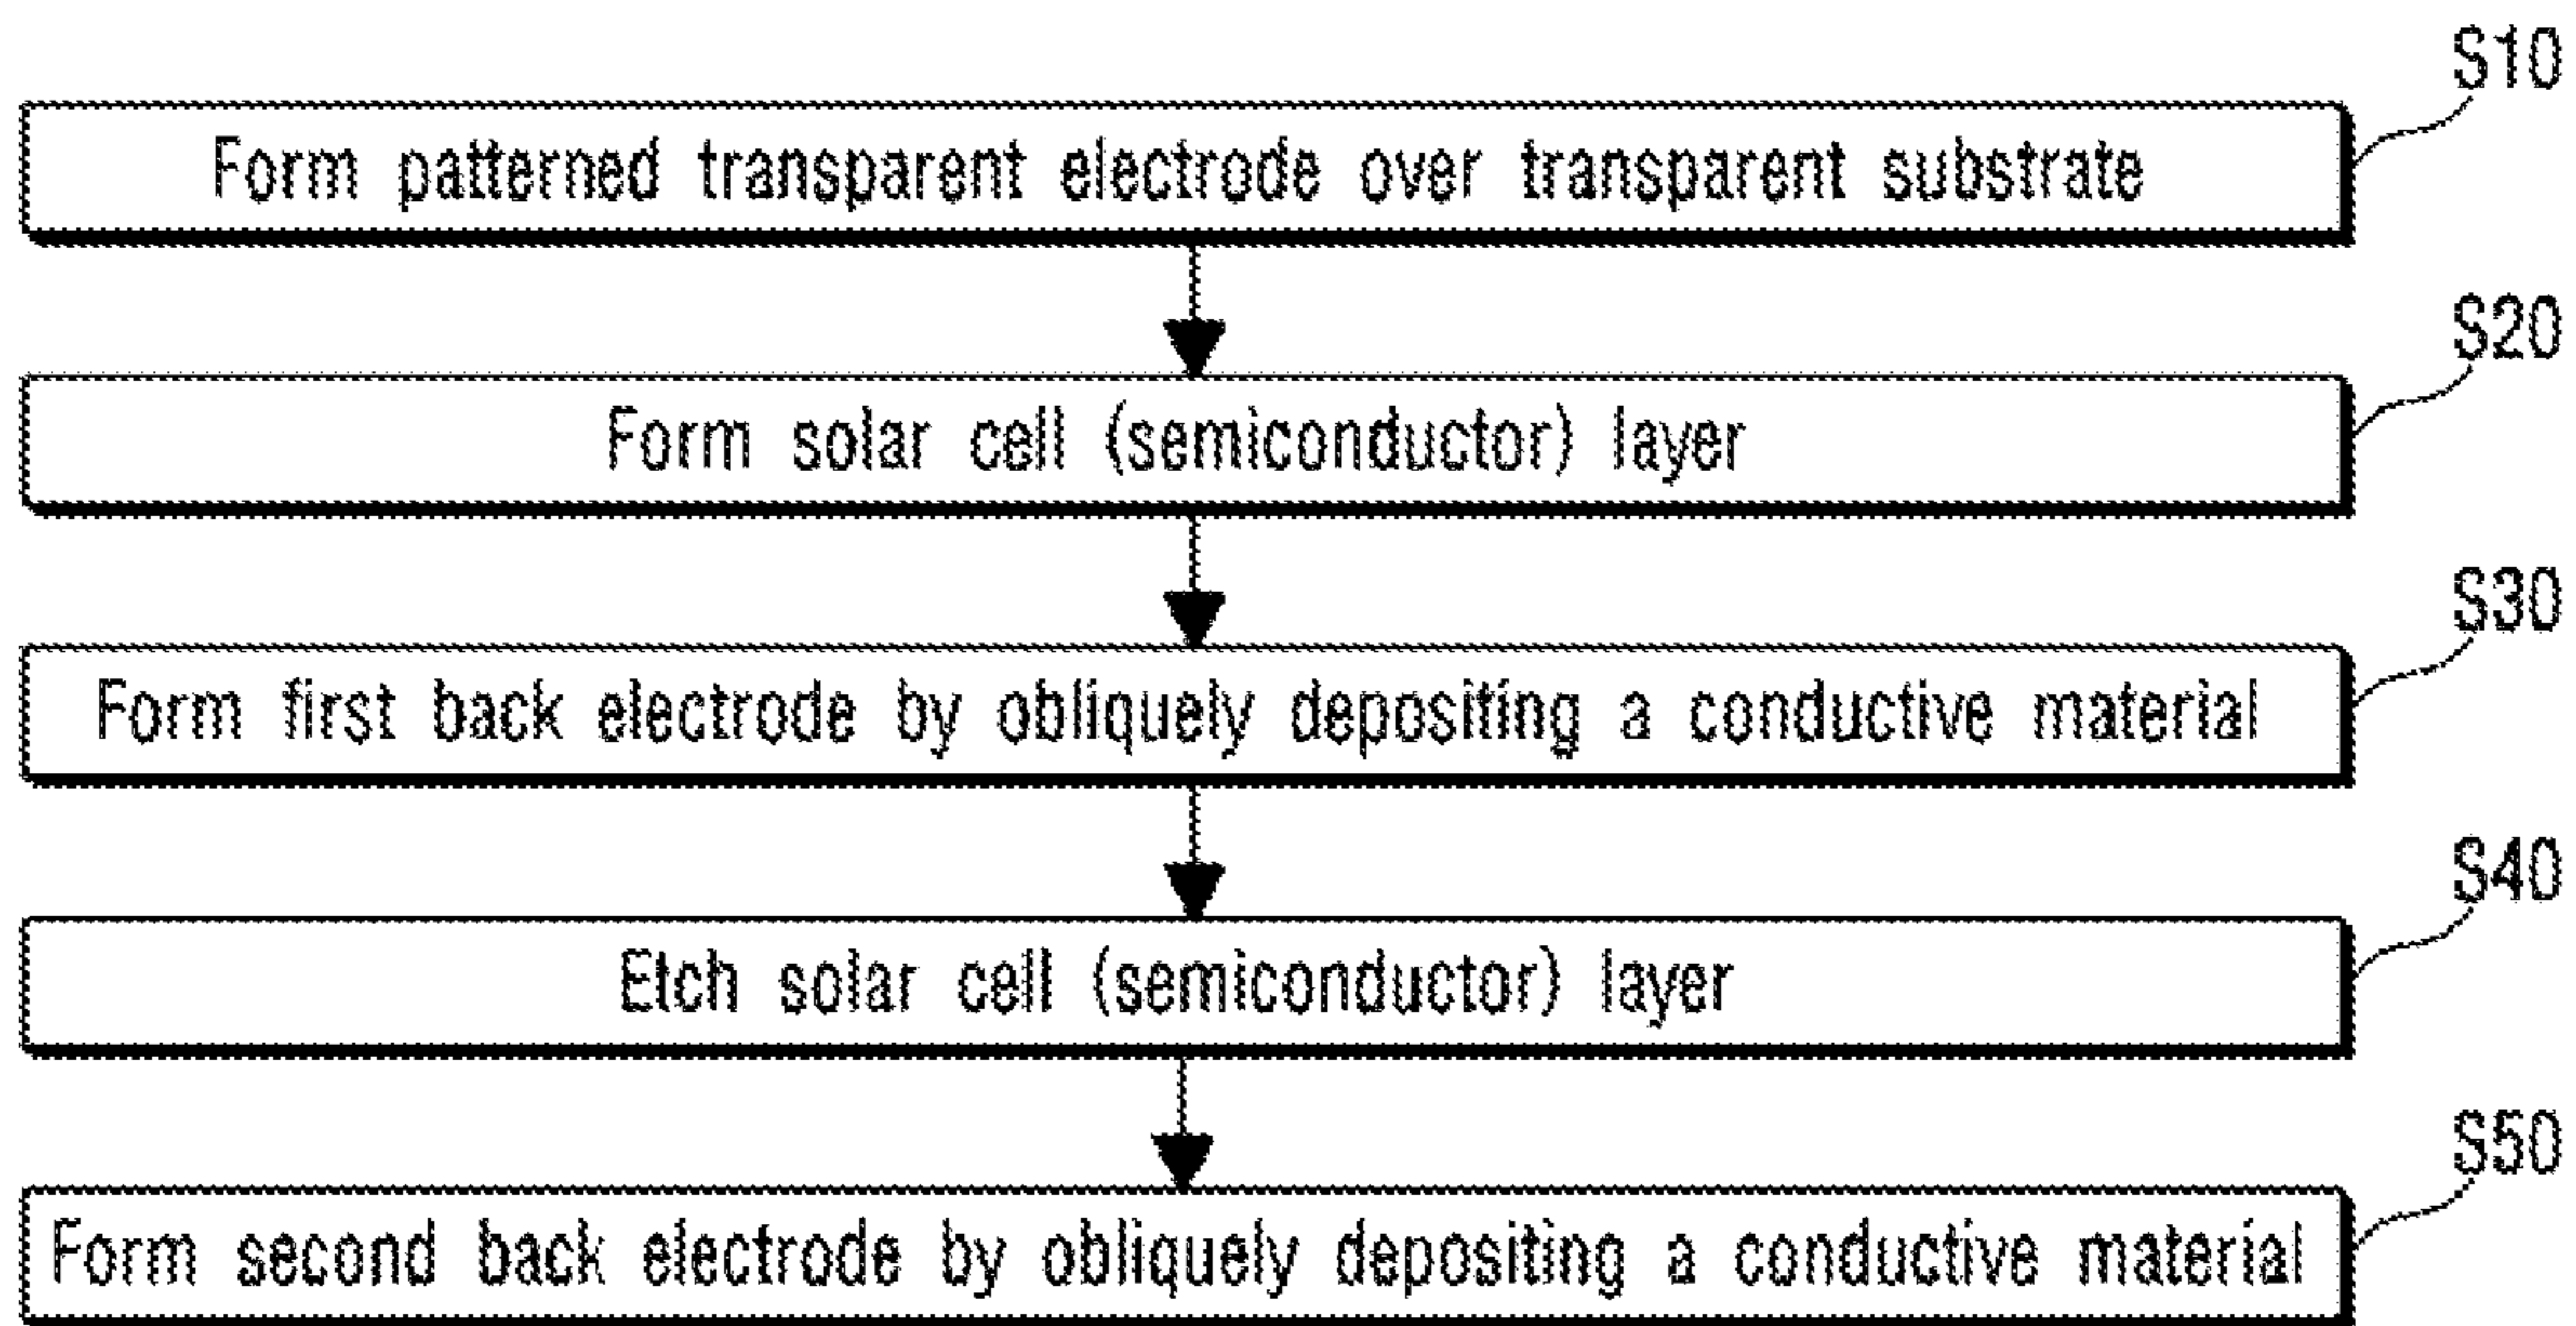 S10
Form patterned transparent electrode over transparent substrate
S20
Form solar cell (semiconductor) layer
S30
Form first back electrode by obliquely depositing a conductive material
S40
Etch solar cell (semiconductor) layer
S50
Form second back electrode by obliquely depositing a conductive material